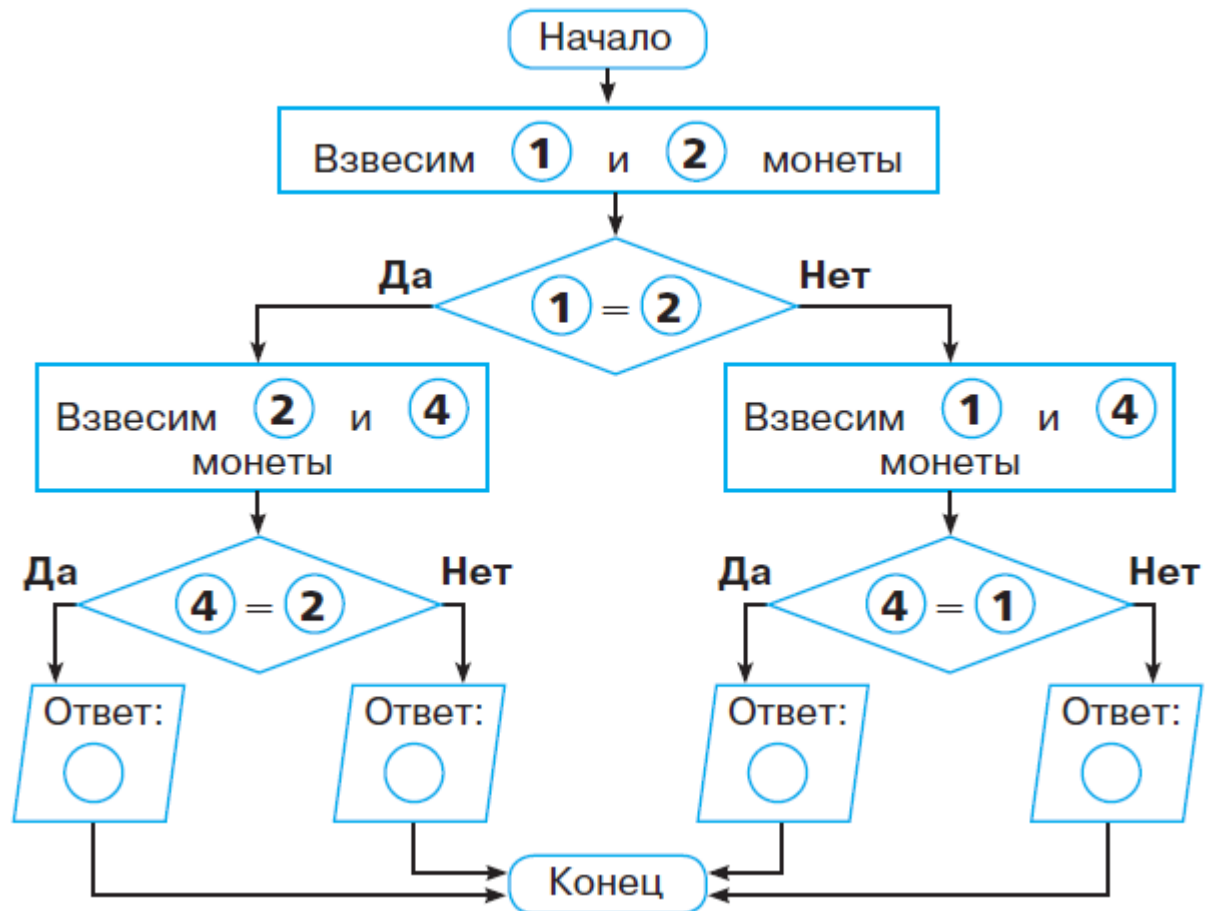 Начало
Взвесим 1 и 2 монеты
Да
Нет
1 = 2
Взвесим 2 и 4
монеты
Взвесим 1 и 4
монеты
Да
Нет
4 = 2
Да
Нет
4 = 1
Ответ:
Ответ:
Ответ:
Ответ:
Конец